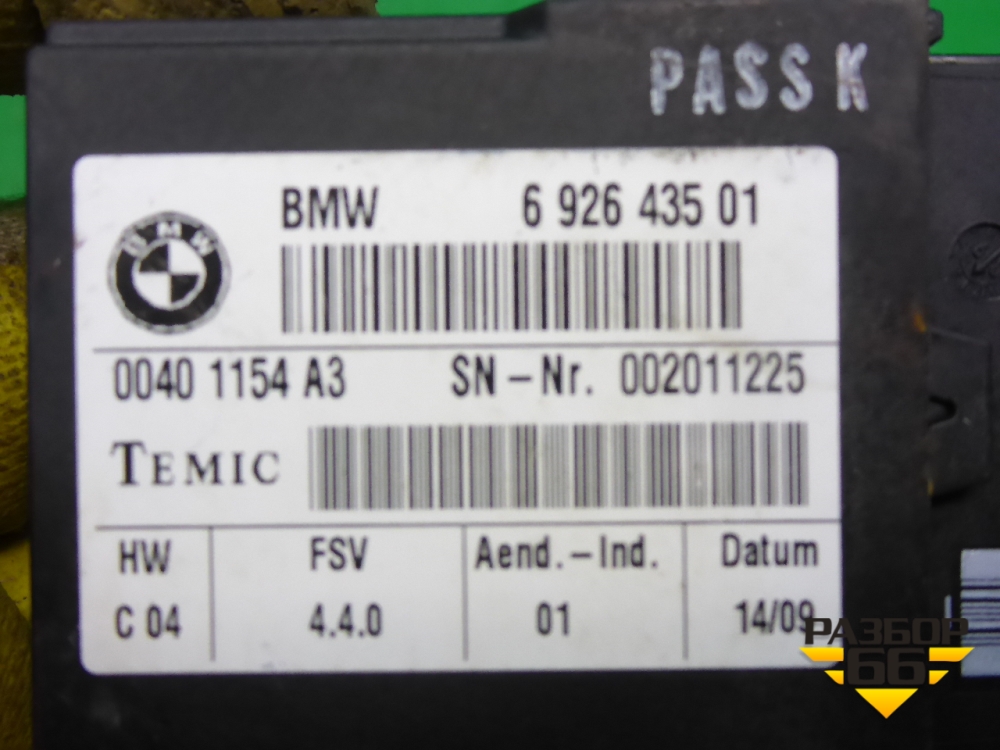 PASS K
BMW 6 926 435 01
BMW
0040 1154 A3 SN-Nr. 002011225
TEMIC
HW FSV Aend.-Ind. Datum
C 04 4.4.0 01 14/09
РАЗБОР
66